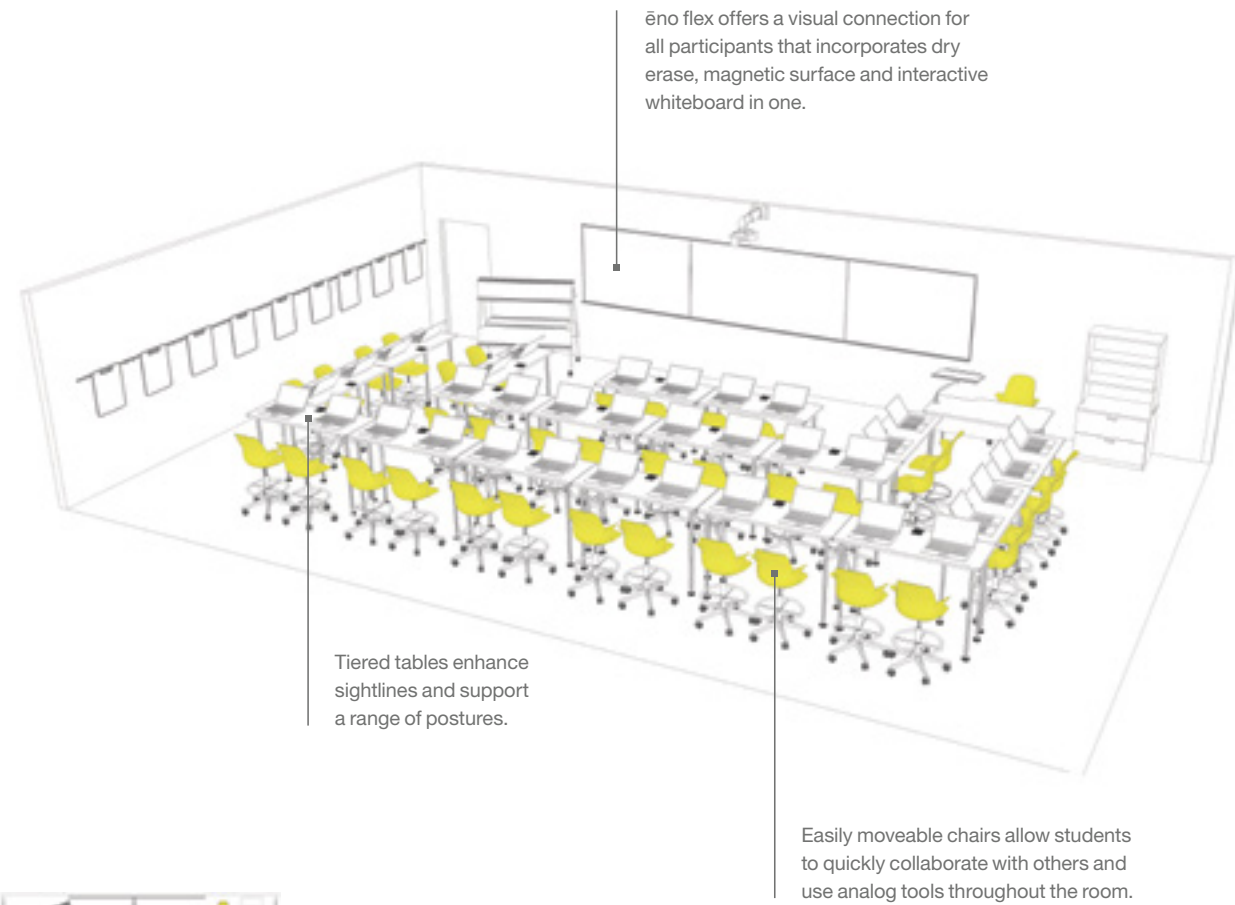 ēno flex offers a visual connection for
all participants that incorporates dry
erase, magnetic surface and interactive
whiteboard in one.
Tiered tables enhance
sightlines and support
a range of postures.
Easily moveable chairs allow students
to quickly collaborate with others and
use analog tools throughout the room.